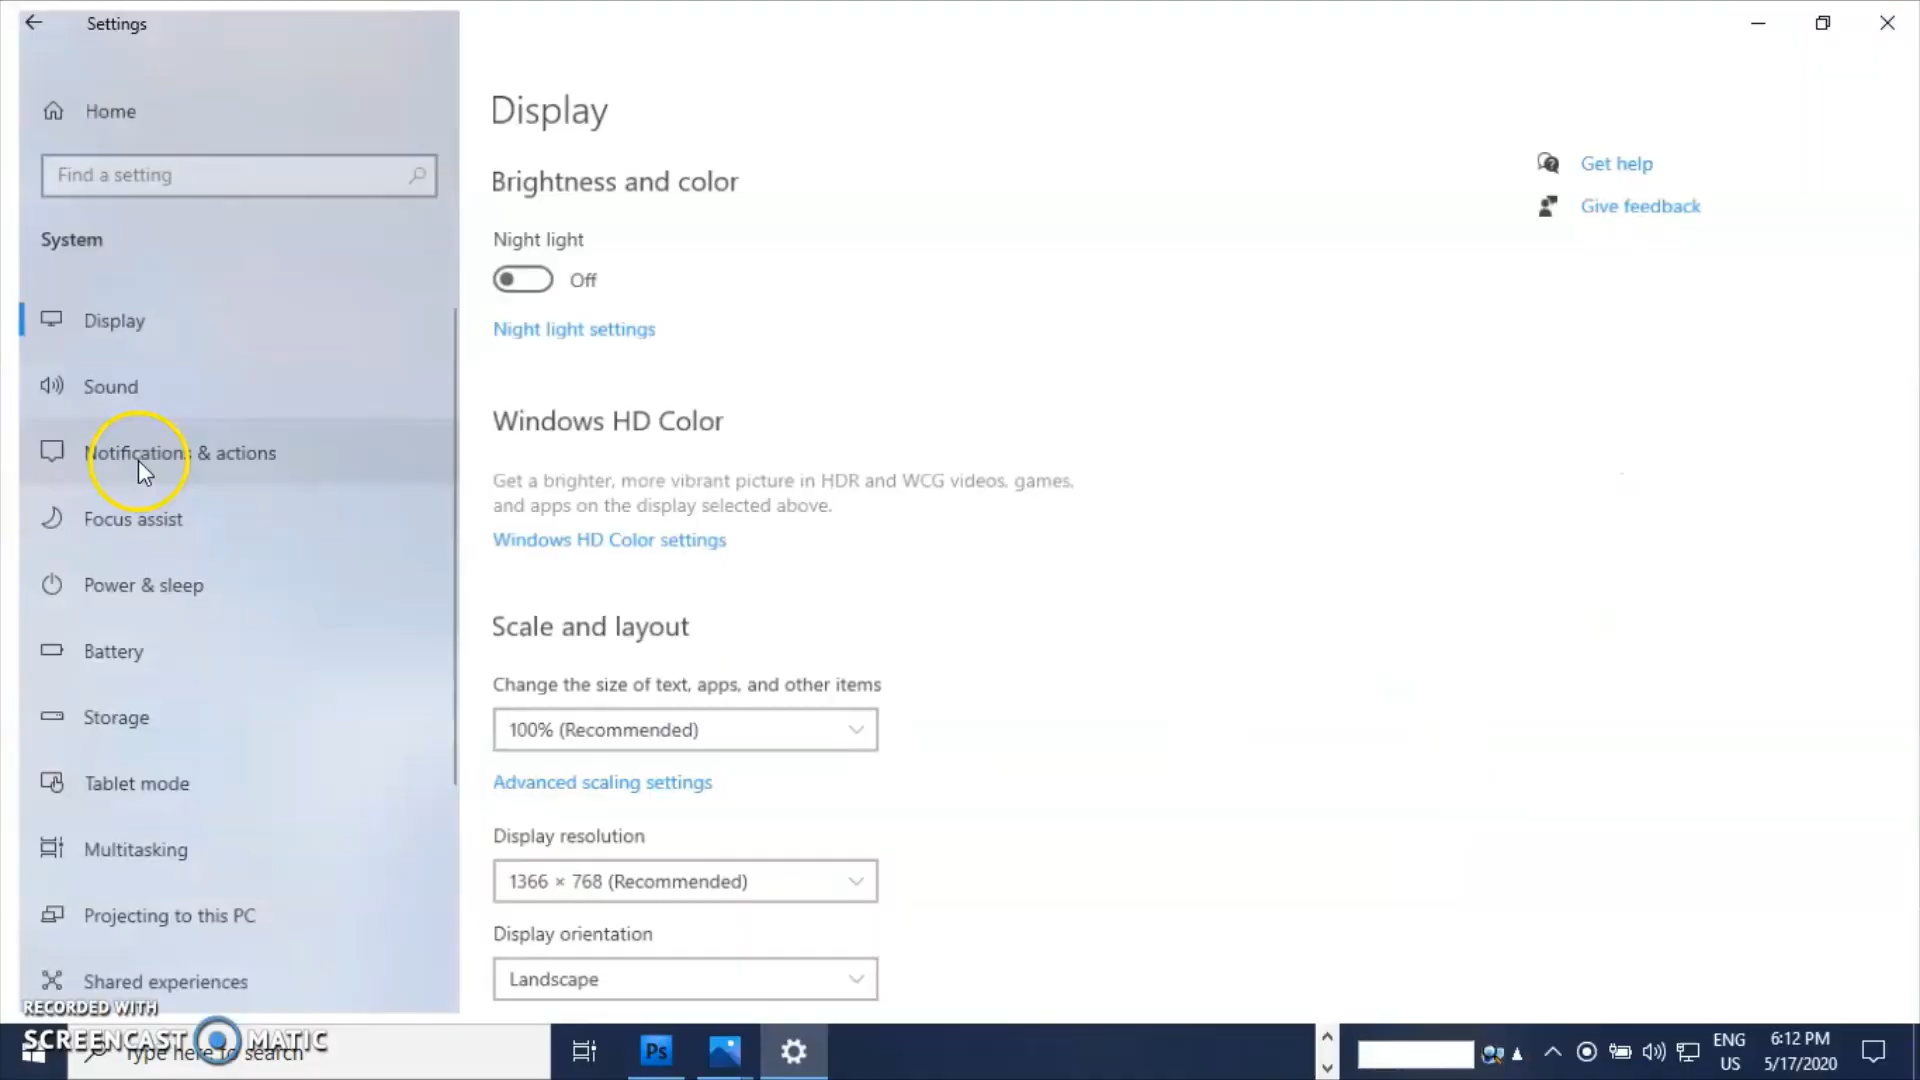 Settings
Home
Find a setting
System
Display
Sound
Notifications & actions
Focus assist
Power & sleep
Battery
Storage
Tablet mode
Multitasking
Projecting to this PC
Shared experiences
Display
Brightness and color
Night light
Off
Night light settings
Windows HD Color
Get a brighter, more vibrant picture in HDR and WCG videos, games,
and apps on the display selected above.
Windows HD Color settings
Scale and layout
Change the size of text, apps, and other items
100% (Recommended)
Advanced scaling settings
Display resolution
1366 × 768 (Recommended)
Display orientation
Landscape
Get help
Give feedback
RECORDED WITH
SCREENCAST MATIC
Type here to search
Ps
ENG
US
6:12 PM
5/17/2020